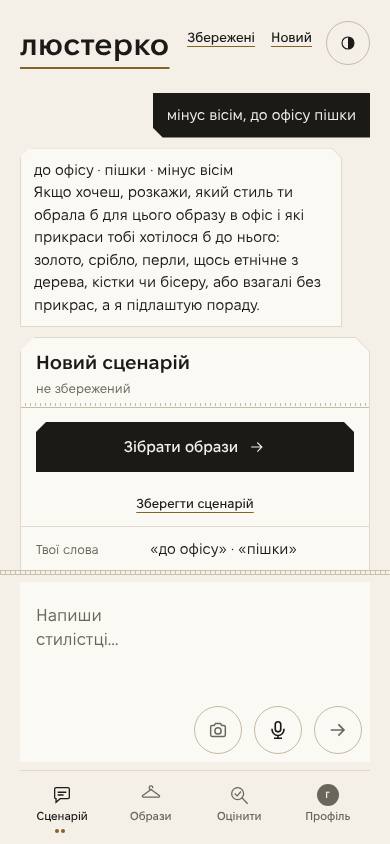 люстерко
Збережені
Новий
мінус вісім, до офісу пішки
до офісу · пішки · мінус вісім
Якщо хочеш, розкажи, який стиль ти
обрала б для цього образу в офіс і які
прикраси тобі хотілося б до нього:
золото, срібло, перли, щось етнічне з
дерева, кістки чи бісеру, або взагалі без
прикрас, а я підлаштую пораду.
Новий сценарій
не збережений
Зібрати образи →
Зберегти сценарій
Твої слова
«до офісу» · «пішки»
Напиши
стилістці...
Сценарій
Образи
Оцінити
г
Профіль